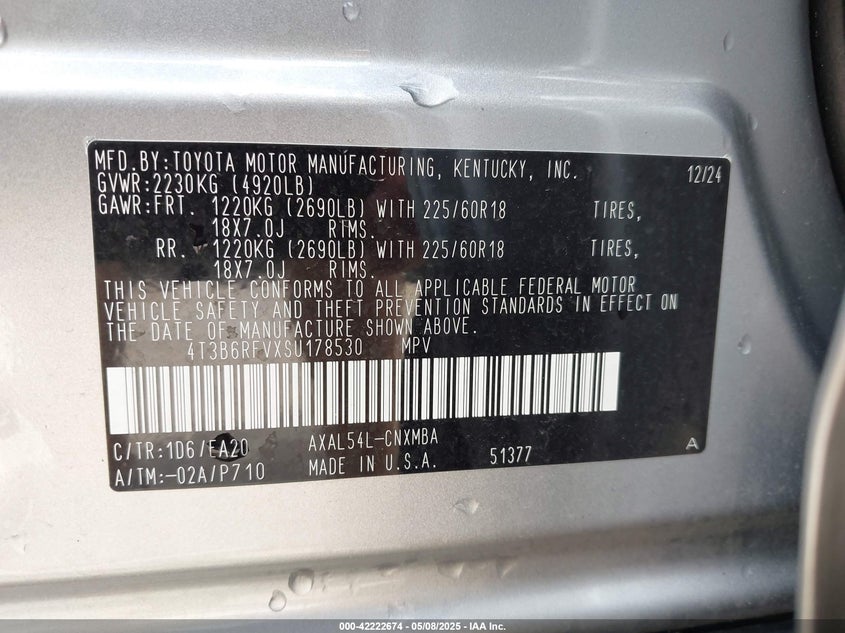 MFD.BY:TOYOTA MOTOR MANUFACTURING, KENTUCKY, INC. 12/24
GVWR:2230KG (4920LB)
GAWR:FRT. 1220KG (2690LB) WITH 225/60R18 TIRES,
18X7.0J RIMS.
RR. 1220KG (2690LB) WITH 225/60R18 TIRES,
18X7.0J RIMS.
THIS VEHICLE CONFORMS TO ALL APPLICABLE FEDERAL MOTOR
VEHICLE SAFETY AND THEFT PREVENTION STANDARDS IN EFFECT ON
THE DATE OF MANUFACTURE SHOWN ABOVE.
4T3B6RFVXSU178530 MPV
C/TR:1D6/EA20 AXAL54L-CNXMBA A
A/TM:-02A/P710 MADE IN U.S.A. 51377
000-42222674 - 05/08/2025 - IAA Inc.